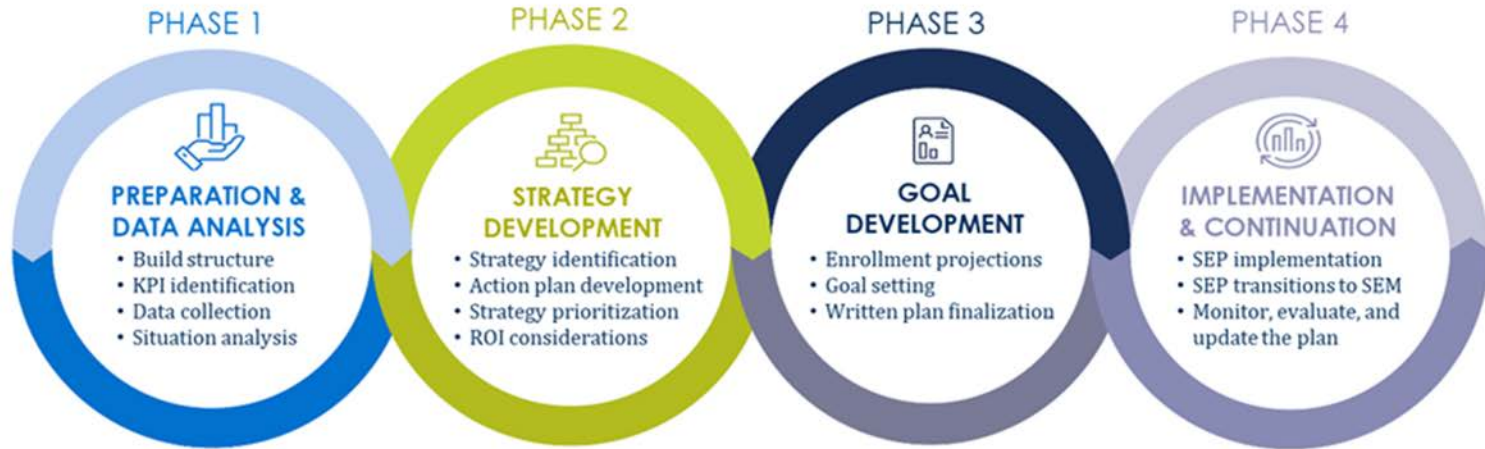 PHASE 1
PREPARATION &
DATA ANALYSIS
• Build structure
• KPI identification
• Data collection
• Situation analysis
PHASE 2
STRATEGY
DEVELOPMENT
• Strategy identification
• Action plan development
• Strategy prioritization
• ROI considerations
PHASE 3
GOAL
DEVELOPMENT
• Enrollment projections
• Goal setting
• Written plan finalization
PHASE 4
IMPLEMENTATION
& CONTINUATION
• SEP implementation
• SEP transitions to SEM
• Monitor, evaluate, and
update the plan